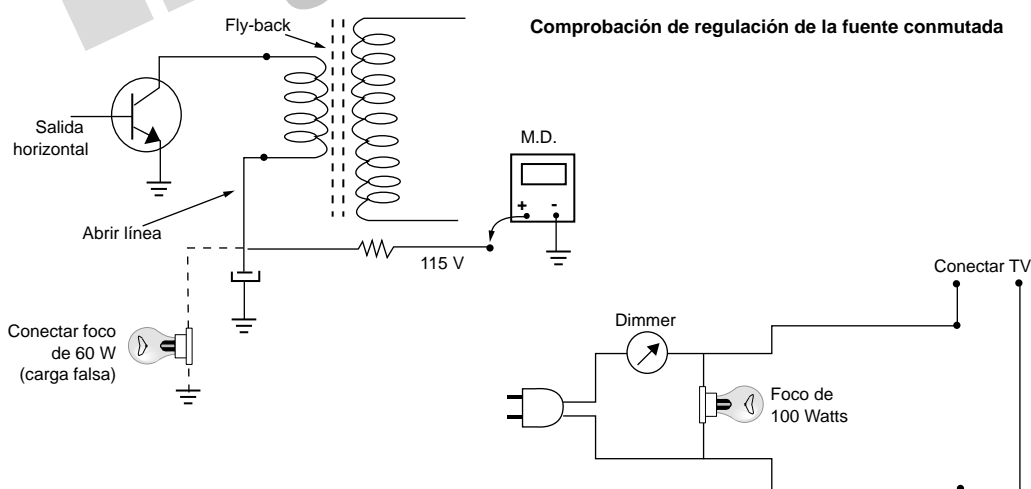 Comprobación de regulación de la fuente conmutada
Fly-back
Salida
horizontal
M.D.
+ -
Abrir línea
115 V
Conectar foco
de 60 W
(carga falsa)
Conectar TV
Dimmer
Foco de
100 Watts